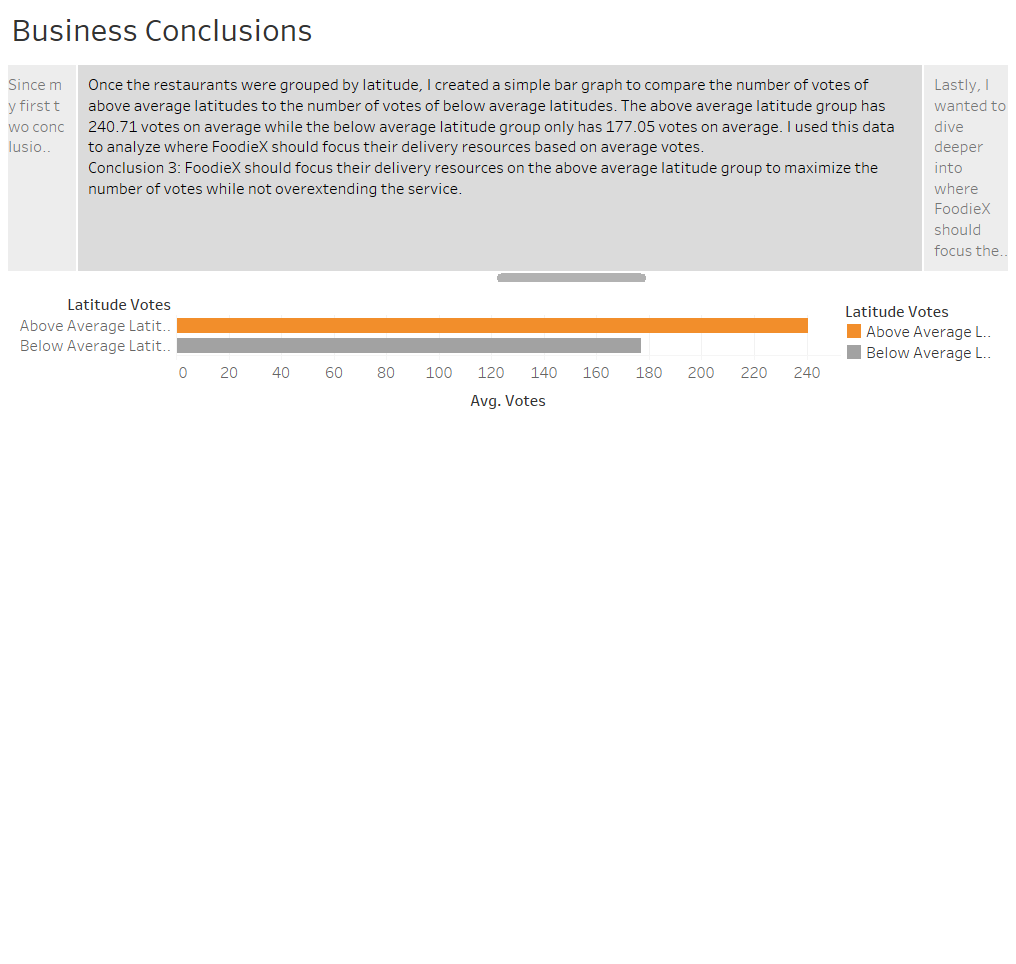 Business Conclusions
Since m
y first t
wo conc
lusio..
Once the restaurants were grouped by latitude, I created a simple bar graph to compare the number of votes of
above average latitudes to the number of votes of below average latitudes. The above average latitude group has
240.71 votes on average while the below average latitude group only has 177.05 votes on average. I used this data
to analyze where FoodieX should focus their delivery resources based on average votes.
Conclusion 3: FoodieX should focus their delivery resources on the above average latitude group to maximize the
number of votes while not overextending the service.
Lastly, I
wanted to
dive
deeper
into
where
FoodieX
should
focus the..
Latitude Votes
Above Average Latit..
Below Average Latit..
0 20 40 60 80 100 120 140 160 180 200 220 240
Avg. Votes
Latitude Votes
Above Average L..
Below Average L..